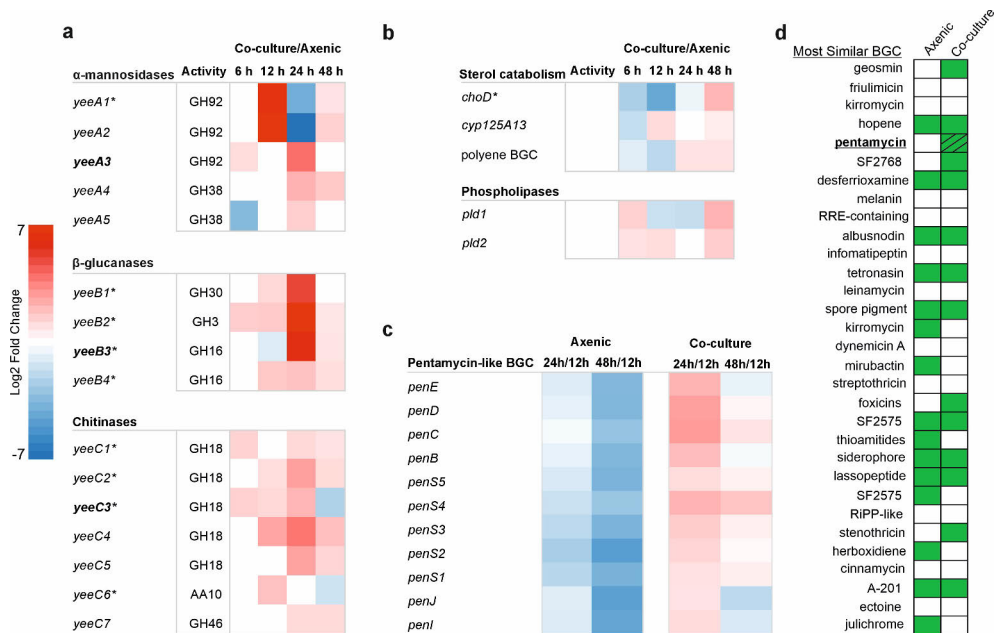 a
Co-culture/Axenic
α-mannosidases Activity 6 h 12 h 24 h 48 h
yeeA1* GH92
yeeA2 GH92
yeeA3 GH92
yeeA4 GH38
yeeA5 GH38
β-glucanases
yeeB1* GH30
yeeB2* GH3
yeeB3* GH16
yeeB4* GH16
Chitinases
yeeC1* GH18
yeeC2* GH18
yeeC3* GH18
yeeC4 GH18
yeeC5 GH18
yeeC6* AA10
yeeC7 GH46
7
Log2 Fold Change
-7
b
Co-culture/Axenic
Sterol catabolism Activity 6 h 12 h 24 h 48 h
choD*
cyp125A13
polyene BGC
Phospholipases
pld1
pld2
c
Axenic Co-culture
Pentamycin-like BGC 24h/12h 48h/12h 24h/12h 48h/12h
penE
penD
penC
penB
penS5
penS4
penS3
penS2
penS1
penJ
penI
d
Most Similar BGC Axenic Co-culture
geosmin
friulimicin
kirromycin
hopene
pentamycin
SF2768
desferrioxamine
melanin
RRE-containing
albusnodin
infomatipeptin
tetronasin
leinamycin
spore pigment
kirromycin
dynemicin A
mirubactin
streptothricin
foxicins
SF2575
thioamitides
siderophore
lassopeptide
SF2575
RiPP-like
stenothricin
herboxidiene
cinnamycin
A-201
ectoine
julichrome